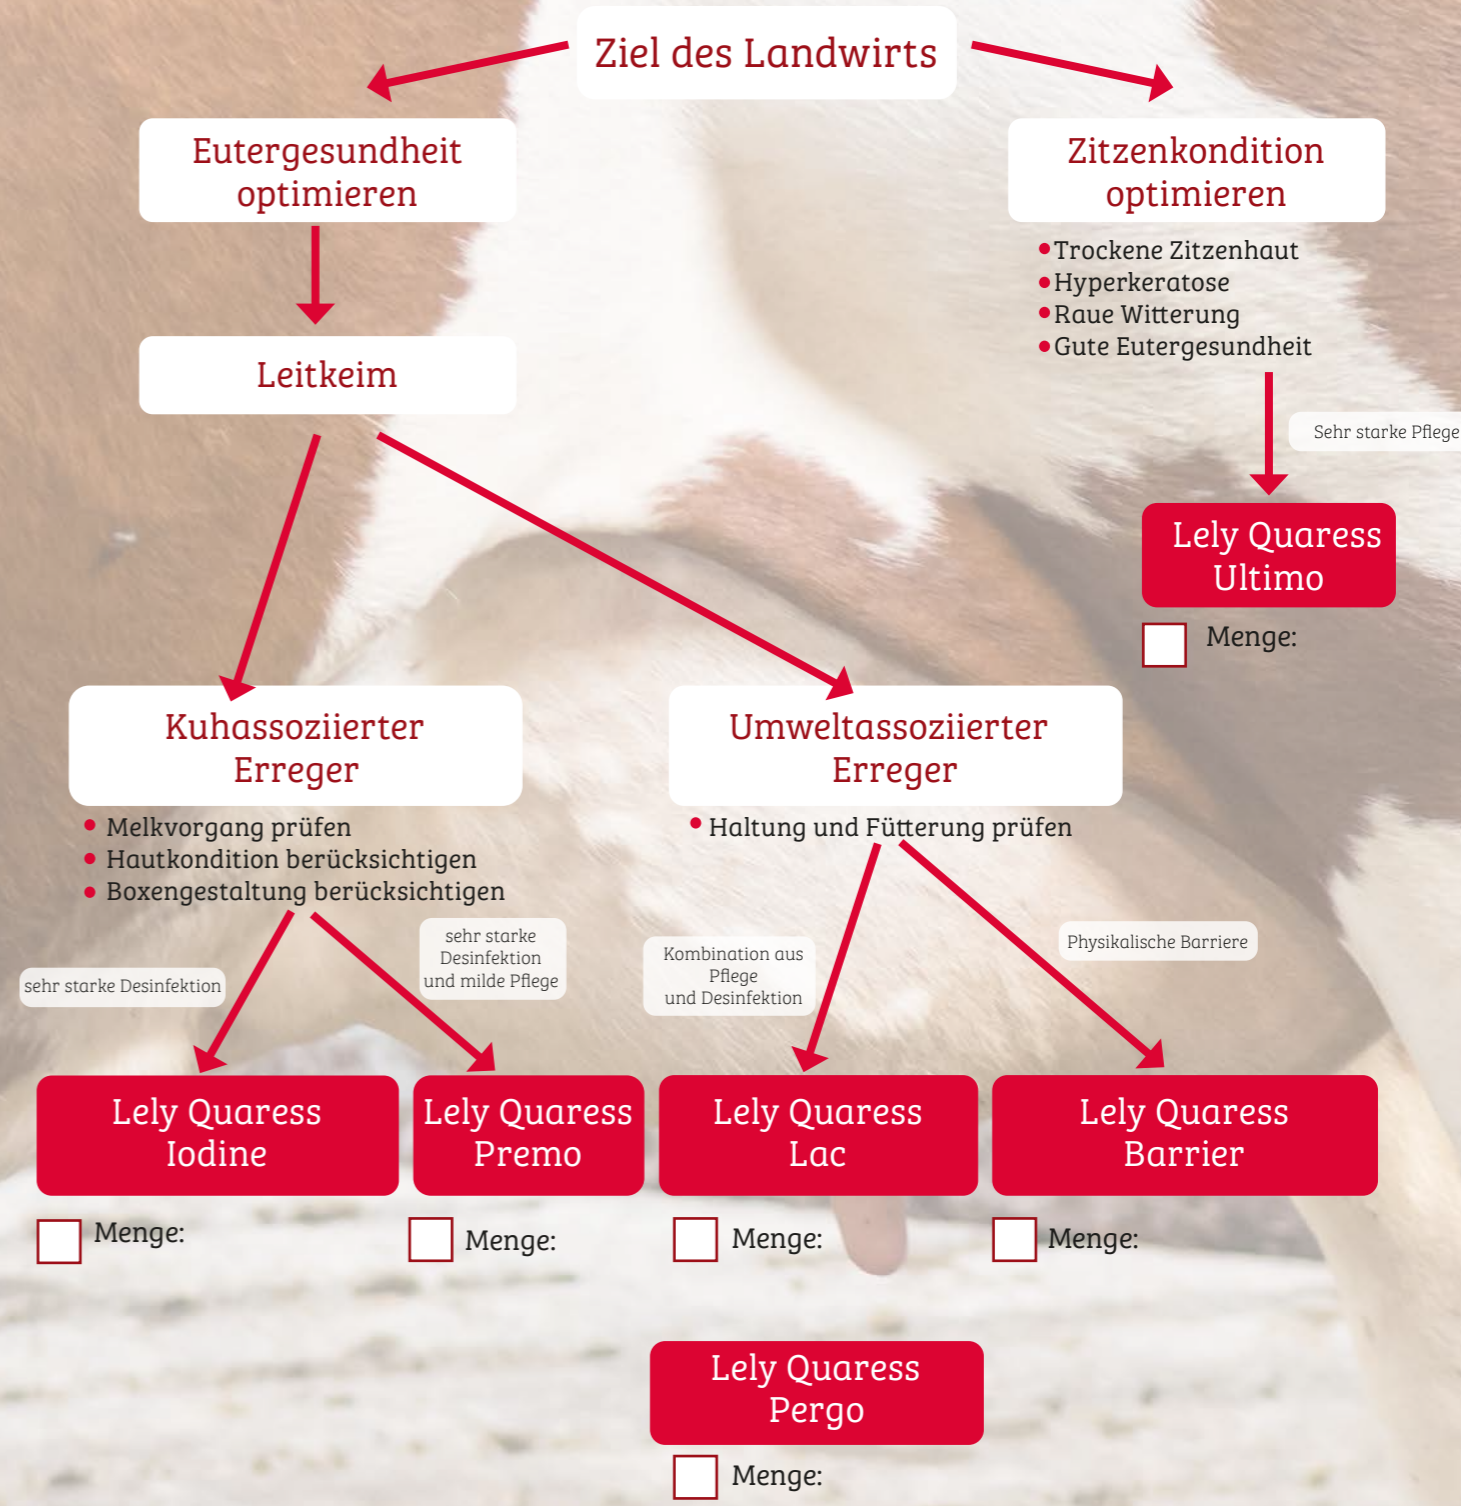 Ziel des Landwirts
Eutergesundheit
optimieren
Zitzenkondition
optimieren
• Trockene Zitzenhaut
• Hyperkeratose
• Raue Witterung
• Gute Eutergesundheit
Leitkeim
Sehr starke Pflege
Lely Quaress
Ultimo
Menge:
Kuhassoziierter
Erreger
• Melkvorgang prüfen
• Hautkondition berücksichtigen
• Boxengestaltung berücksichtigen
Umweltassoziierter
Erreger
• Haltung und Fütterung prüfen
sehr starke Desinfektion
sehr starke
Desinfektion
und milde Pflege
Kombination aus
Pflege
und Desinfektion
Physikalische Barriere
Lely Quaress
Iodine
Menge:
Lely Quaress
Premo
Menge:
Lely Quaress
Lac
Menge:
Lely Quaress
Barrier
Menge:
Lely Quaress
Pergo
Menge: